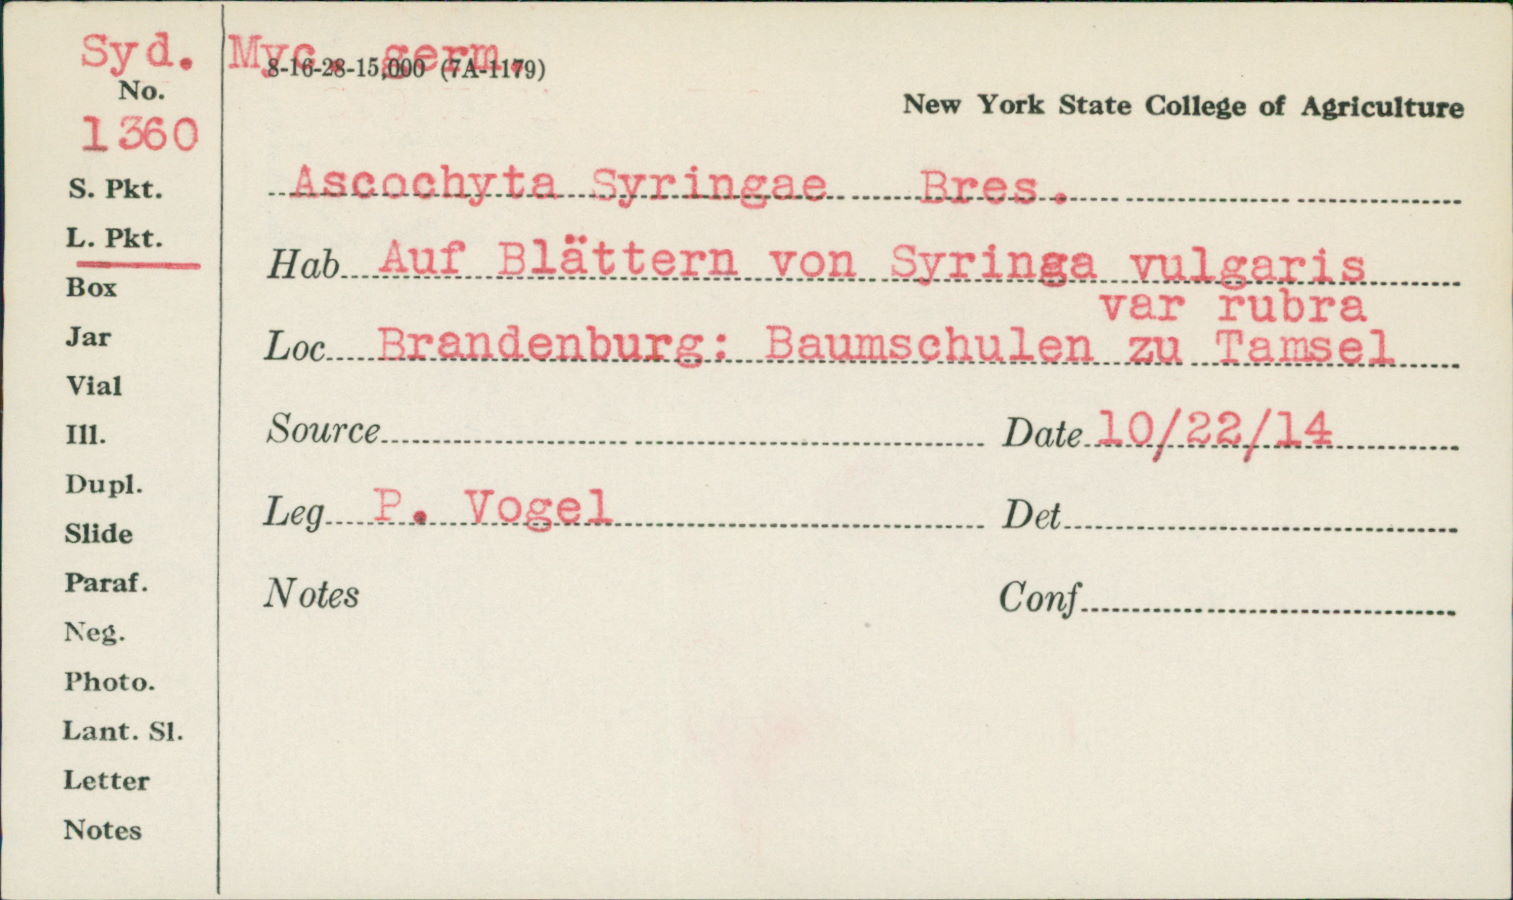 Syd. Myc. germ.
8-16-28-15,000 (7A-1179)
No.
1360
New York State College of Agriculture
S. Pkt.
Ascochyta Syringae Bres.
L. Pkt.
Hab Auf Blättern von Syringa vulgaris
var rubra
Box
Jar
Loc Brandenburg: Baumschulen zu Tamsel
Vial
Ill.
Source Date 10/22/14
Dupl.
Slide
Leg P. Vogel Det
Paraf.
Notes Conf
Neg.
Photo.
Lant. Sl.
Letter
Notes